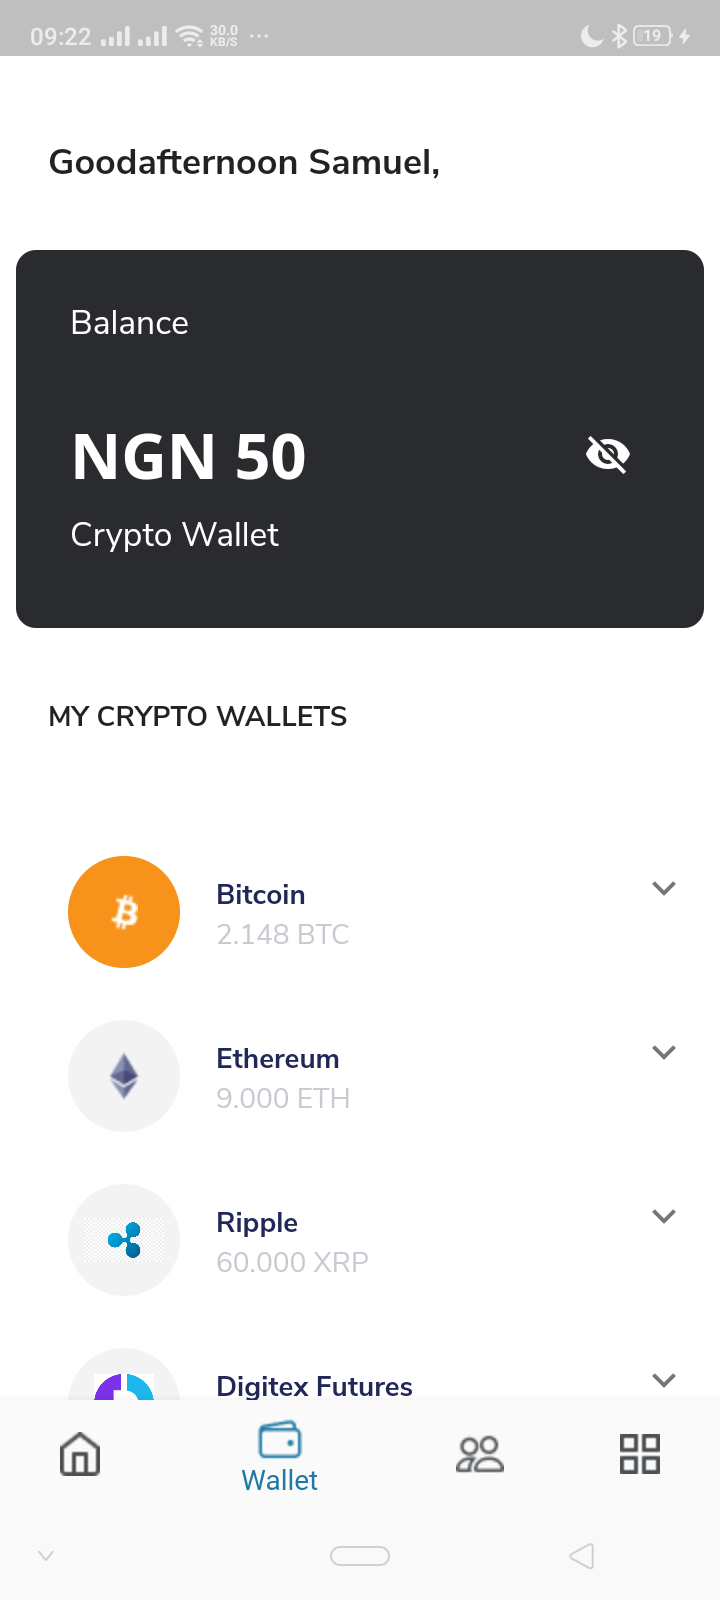 09:22 30.0 KB/S ... 19
Goodafternoon Samuel,
Balance
NGN 50
Crypto Wallet
MY CRYPTO WALLETS
Bitcoin
2.148 BTC
Ethereum
9.000 ETH
Ripple
60.000 XRP
Digitex Futures
Wallet